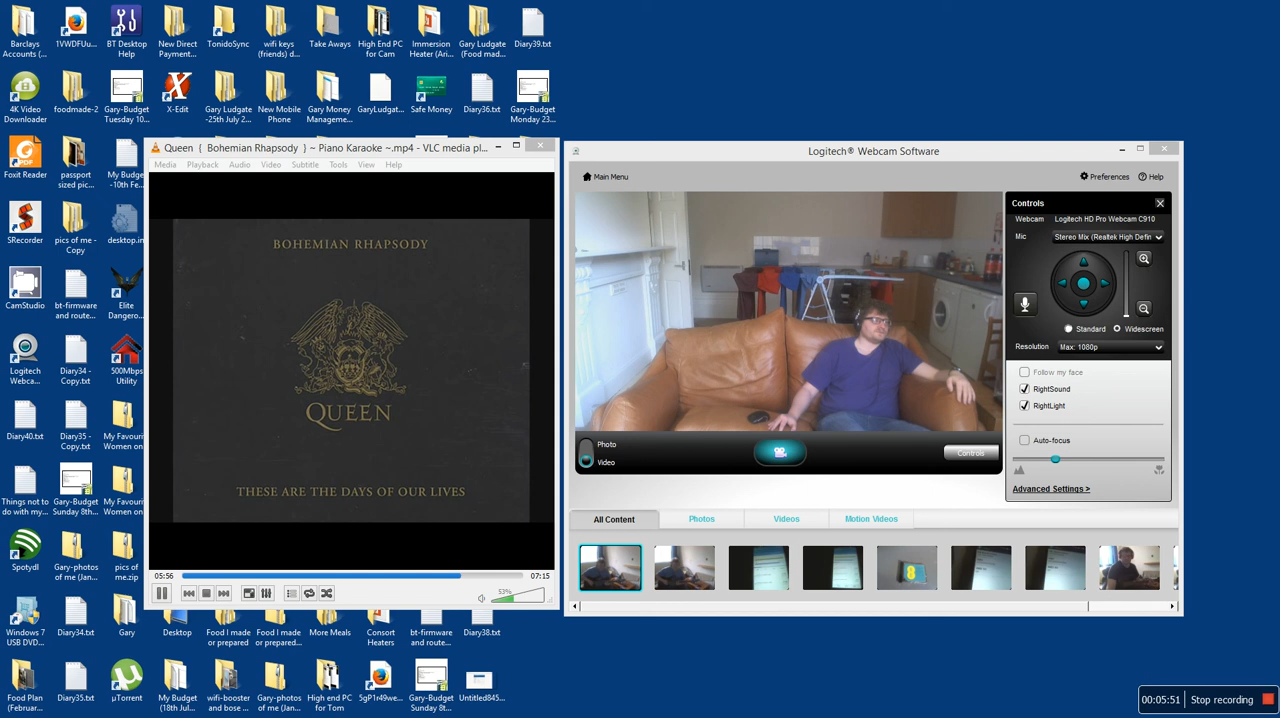 Barclays Accounts (...
1VWDFUu...
BT Desktop Help
New Direct Payment...
TonidoSync
wifi keys (friends) d...
Take Aways
High End PC for Cam
Immersion Heater (Ari...
Gary Ludgate (Food mad...
Diary39.txt
4K Video Downloader
foodmade-2
Gary-Budget Tuesday 10...
X-Edit
Gary Ludgate -25th July 2...
New Mobile Phone
Gary Money Manageme...
GaryLudgat...
Safe Money
Diary36.txt
Gary-Budget Monday 23...
Foxit Reader
passport sized pic...
My Budget -10th Fe...
SRecorder
pics of me - Copy
desktop.in
CamStudio
bt-firmware and route...
Elite Dangero...
Logitech Webca...
Diary34 - Copy.txt
500Mbps Utility
Diary40.txt
Diary35 - Copy.txt
My Favouri Women on
Things not to do with my...
Gary-Budget Sunday 8th...
My Favouri Women on
Spotydl
Gary-photos of me (Jan...
pics of me.zip
Windows 7 USB DVD...
Diary34.txt
Gary
Desktop
Food I made or prepared
Food I made or prepared ...
More Meals
Consort Heaters
bt-firmware and route...
Diary38.txt
Food Plan (Februar...
Diary35.txt
µTorrent
My Budget (18th Jul...
wifi-booster and bose ...
Gary-photos of me (Jan...
High end PC for Tom
5gP1r49we...
Gary-Budget Sunday 8t...
Untitled845...
Queen { Bohemian Rhapsody } ~ Piano Karaoke ~.mp4 - VLC media pl...
Media Playback Audio Video Subtitle Tools View Help
BOHEMIAN RHAPSODY
QUEEN
THESE ARE THE DAYS OF OUR LIVES
05:56
07:15
53%
Logitech® Webcam Software
Main Menu
Preferences
Help
Controls
Webcam Logitech HD Pro Webcam C910
Mic Stereo Mix (Realtek High Defin
Standard Widescreen
Resolution Max: 1080p
Follow my face
RightSound
RightLight
Auto-focus
Advanced Settings >
Photo
Video
Controls
All Content Photos Videos Motion Videos
8
00:05:51 Stop recording